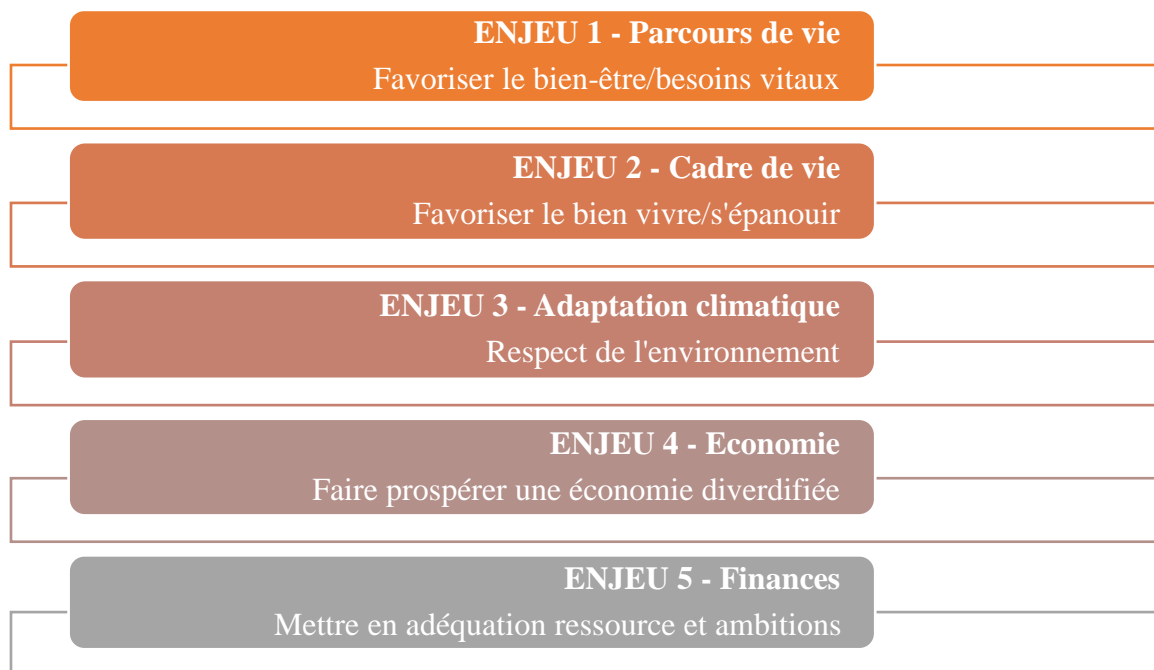 ENJEU 1 - Parcours de vie
Favoriser le bien-être/besoins vitaux
ENJEU 2 - Cadre de vie
Favoriser le bien vivre/s'épanouir
ENJEU 3 - Adaptation climatique
Respect de l'environnement
ENJEU 4 - Economie
Faire prospérer une économie diverdifiée
ENJEU 5 - Finances
Mettre en adéquation ressource et ambitions